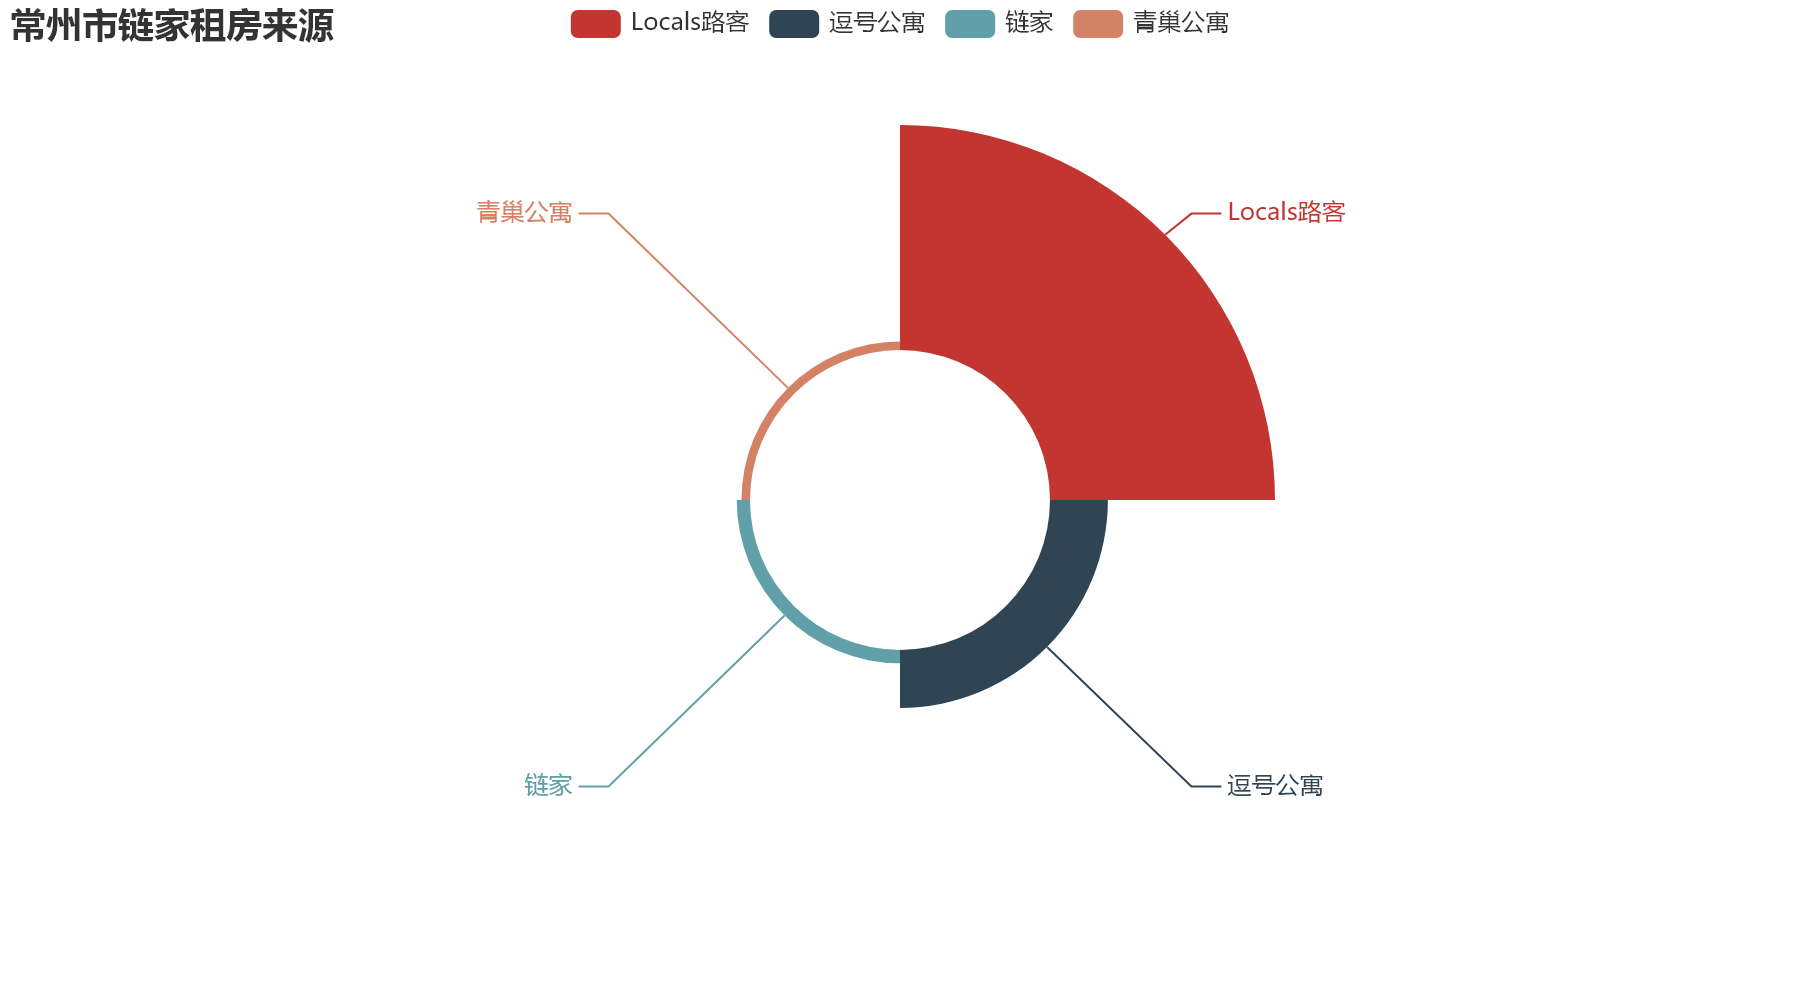 常州市链家租房来源
Locals路客 逗号公寓 链家 青巢公寓
青巢公寓
Locals路客
链家
逗号公寓